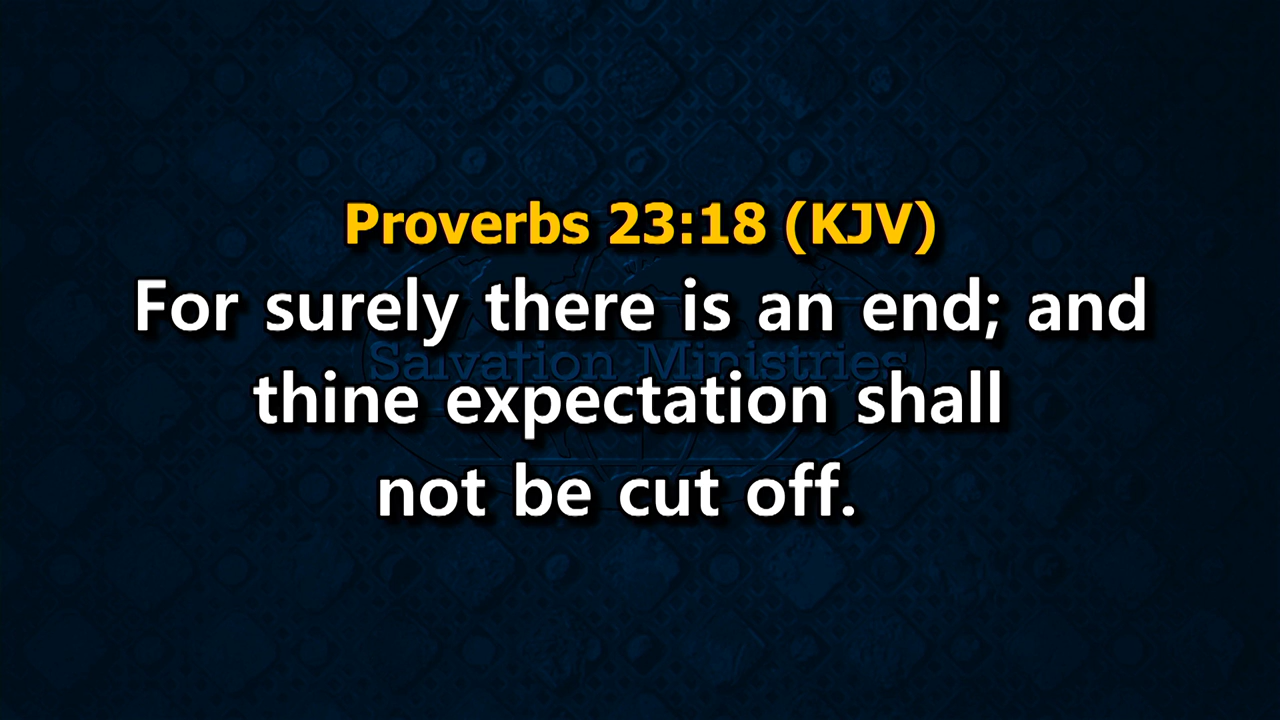 Proverbs 23:18 (KJV)
For surely there is an end; and
Salvation Ministries
thine expectation shall
not be cut off.